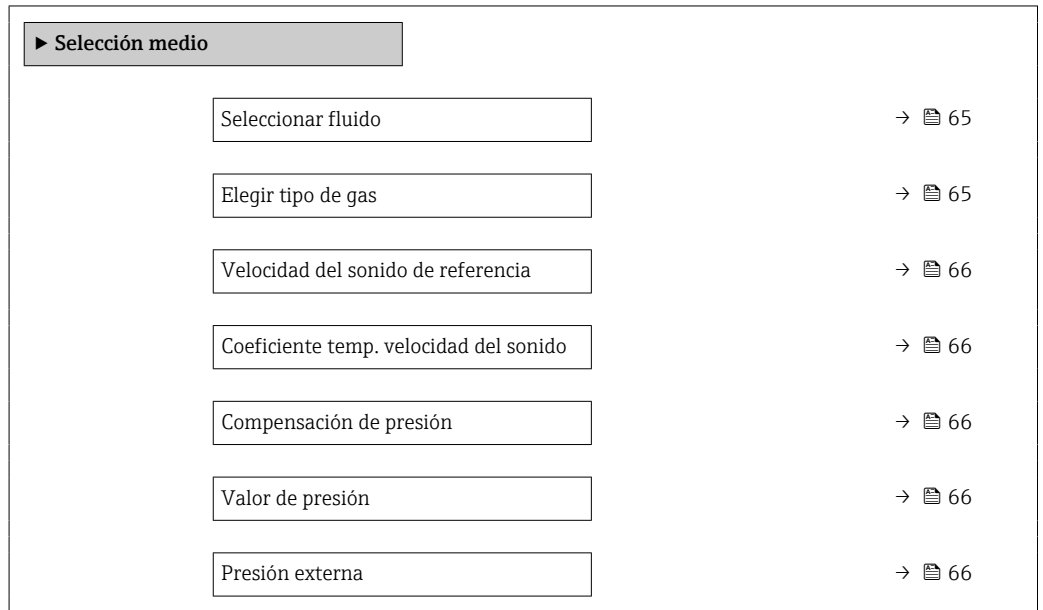 ▶ Selección medio
Seleccionar fluido → 65
Elegir tipo de gas → 65
Velocidad del sonido de referencia → 66
Coeficiente temp. velocidad del sonido → 66
Compensación de presión → 66
Valor de presión → 66
Presión externa → 66